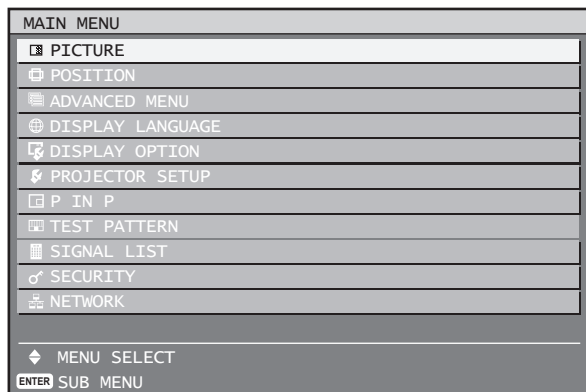 MAIN MENU
PICTURE
POSITION
ADVANCED MENU
DISPLAY LANGUAGE
DISPLAY OPTION
PROJECTOR SETUP
P IN P
TEST PATTERN
SIGNAL LIST
SECURITY
NETWORK
MENU SELECT
ENTER SUB MENU